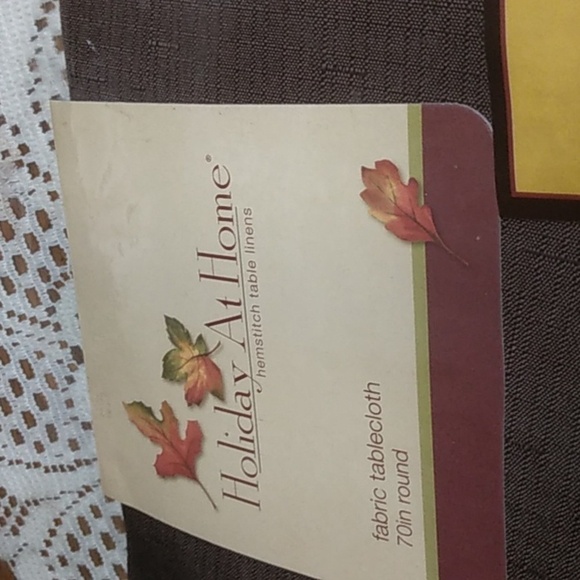 Holiday At Home®
hemstitch table linens
fabric tablecloth
70in round